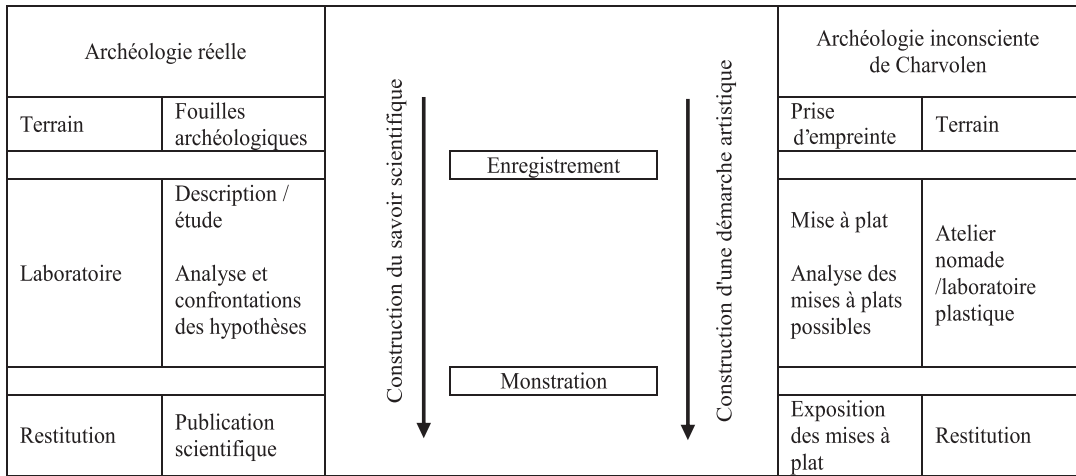 Archéologie réelle
Terrain
Fouilles
archéologiques
Laboratoire
Description /
étude
Analyse et
confrontations
des hypothèses
Restitution
Publication
scientifique
Construction du savoir scientifique
Enregistrement
Monstration
Construction d'une démarche artistique
Archéologie inconsciente
de Charvolen
Prise
d’empreinte
Terrain
Mise à plat
Analyse des
mises à plats
possibles
Atelier
nomade
/laboratoire
plastique
Exposition
des mises à
plat
Restitution